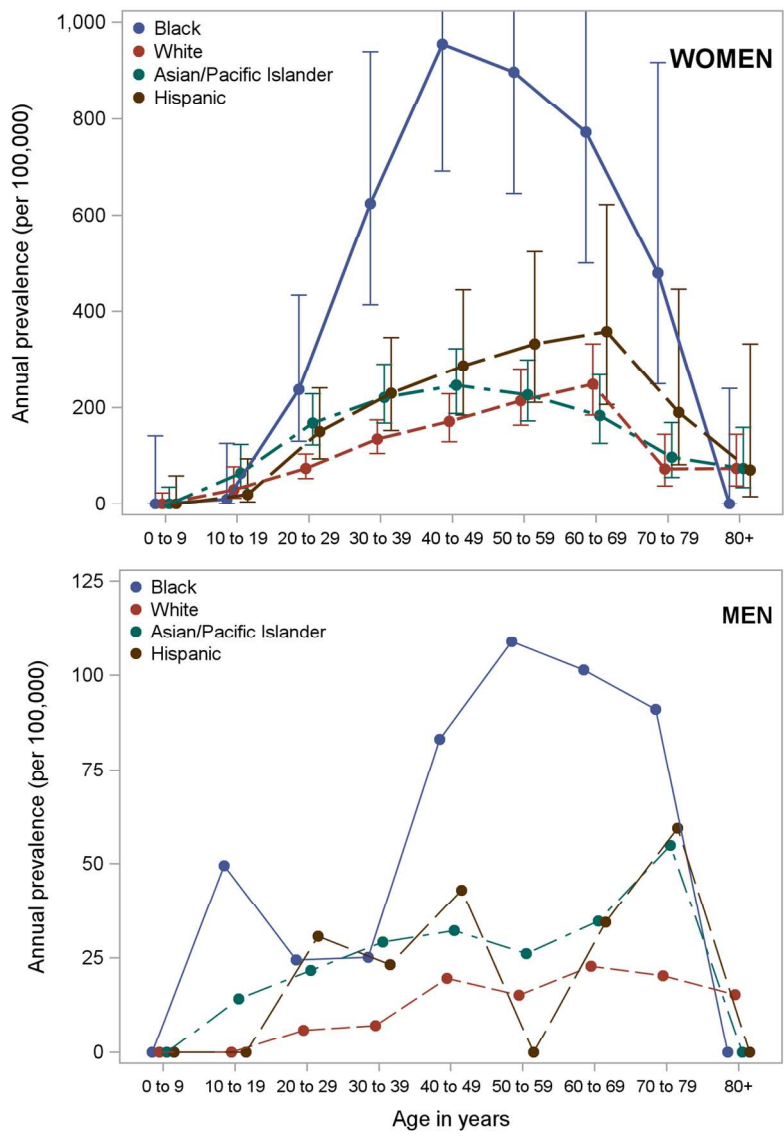 1,000
Black
White
Asian/Pacific Islander
Hispanic
WOMEN
800
600
400
200
0
Annual prevalence (per 100,000)
0 to 9 10 to 19 20 to 29 30 to 39 40 to 49 50 to 59 60 to 69 70 to 79 80+
125
Black
White
Asian/Pacific Islander
Hispanic
MEN
100
75
50
25
0
Annual prevalence (per 100,000)
0 to 9 10 to 19 20 to 29 30 to 39 40 to 49 50 to 59 60 to 69 70 to 79 80+
Age in years